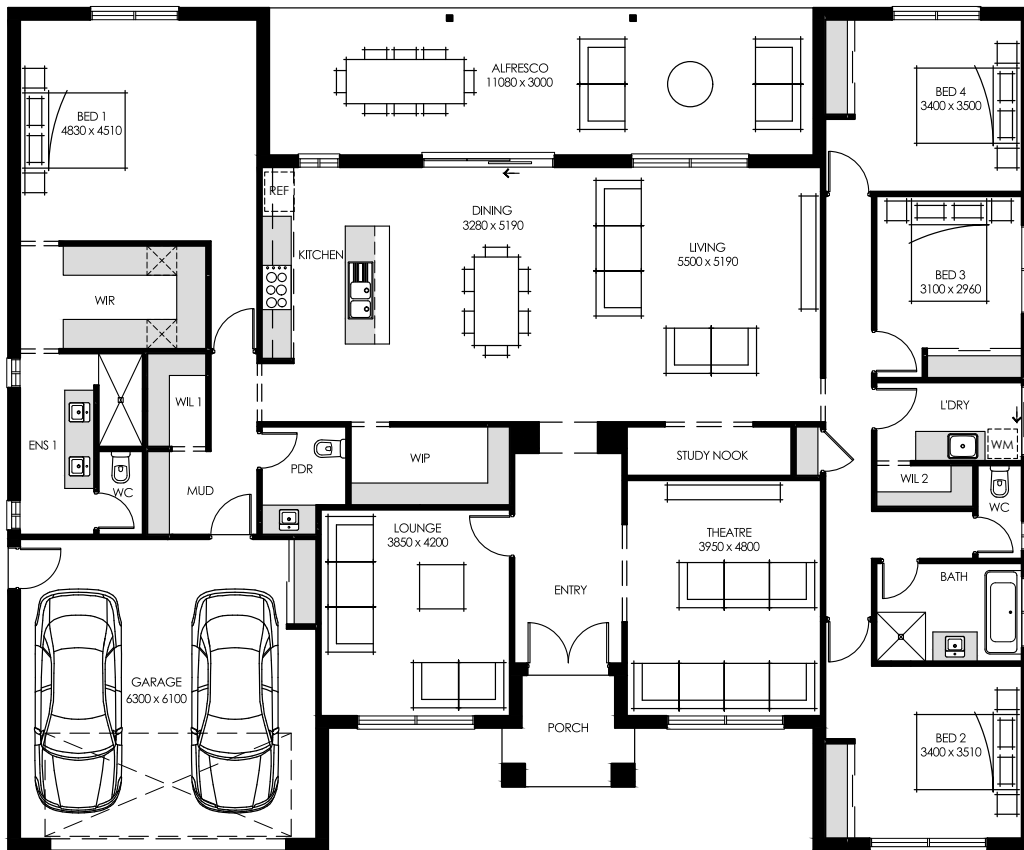 ALFRESCO
11080 x 3000
BED 1
4830 x 4510
BED 4
3400 x 3500
REF
DINING
3280 x 5190
KITCHEN
LIVING
5500 x 5190
BED 3
3100 x 2960
WIR
WIL 1
L'DRY
ENS 1
WM
WIP
STUDY NOOK
PDR
WC
MUD
WIL 2
WC
LOUNGE
3850 x 4200
THEATRE
3950 x 4800
ENTRY
BATH
GARAGE
6300 x 6100
PORCH
BED 2
3400 x 3510